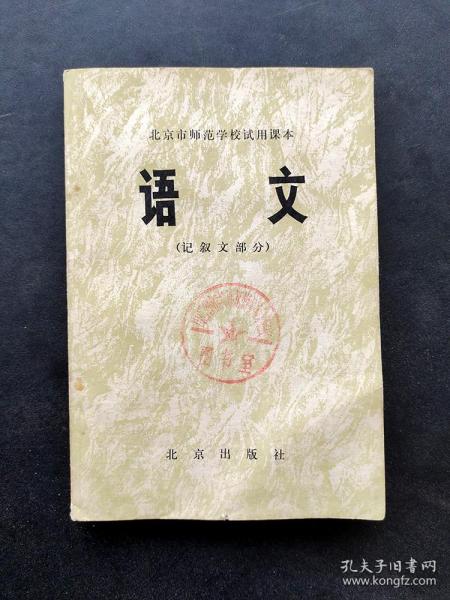 北京市师范学校试用课本
语文
(记叙文部分)
北京出版社
孔夫子旧书网
www.kongfz.com